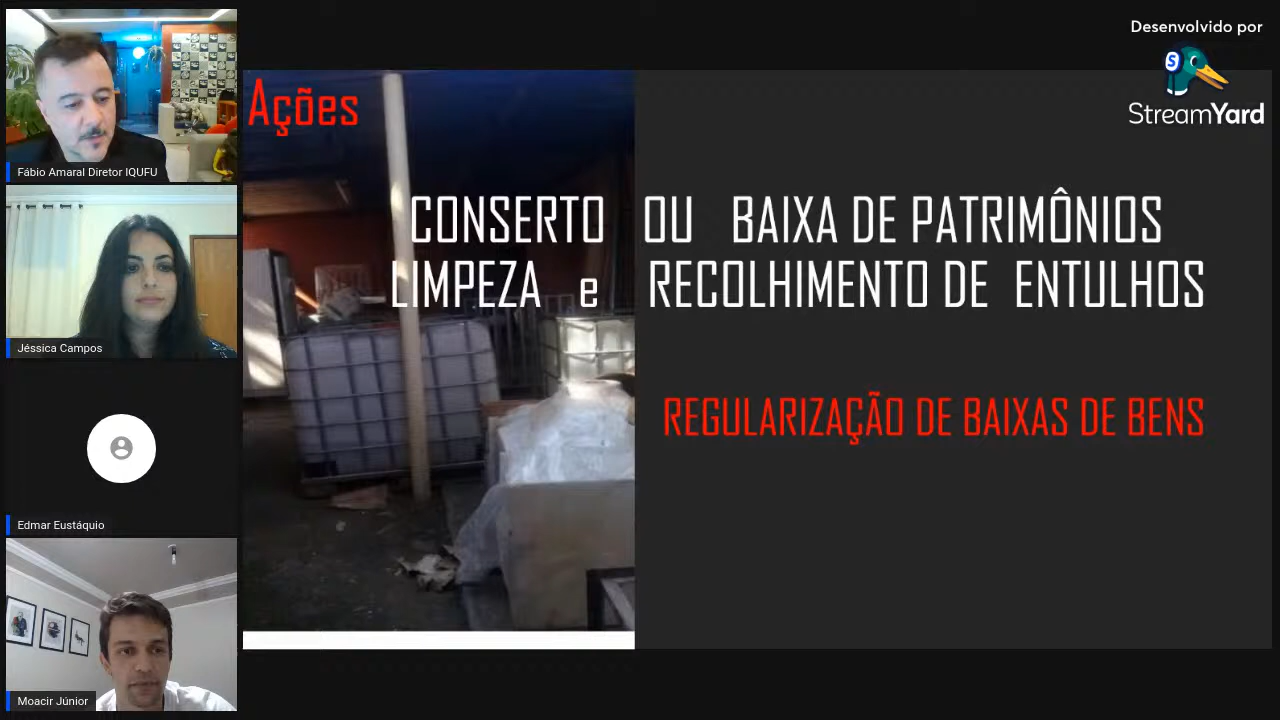 Desenvolvido por
StreamYard
Ações
CONSERTO OU BAIXA DE PATRIMÔNIOS
LIMPEZA e RECOLHIMENTO DE ENTULHOS
REGULARIZAÇÃO DE BAIXAS DE BENS
Fábio Amaral Diretor IQUFU
Jéssica Campos
Edmar Eustáquio
Moacir Júnior